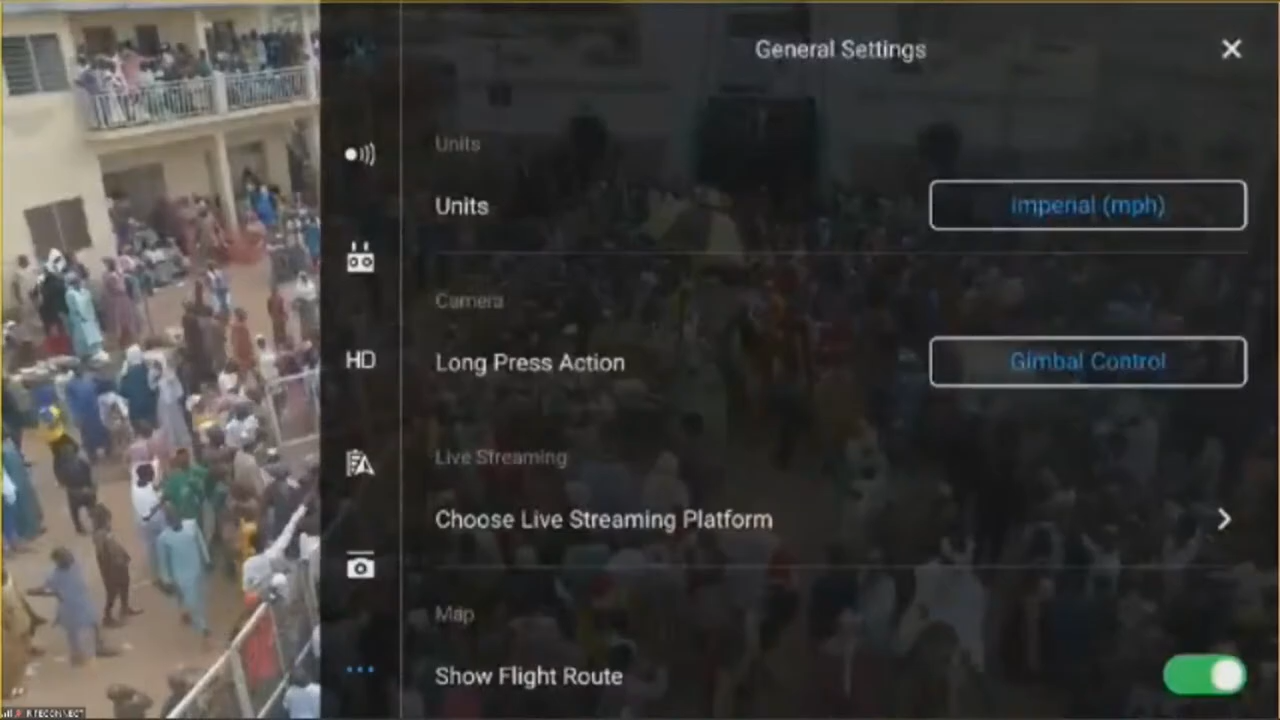 General Settings
Units
Units
Imperial (mph)
Camera
Long Press Action
Gimbal Control
HD
Live Streaming
Choose Live Streaming Platform
Map
Show Flight Route